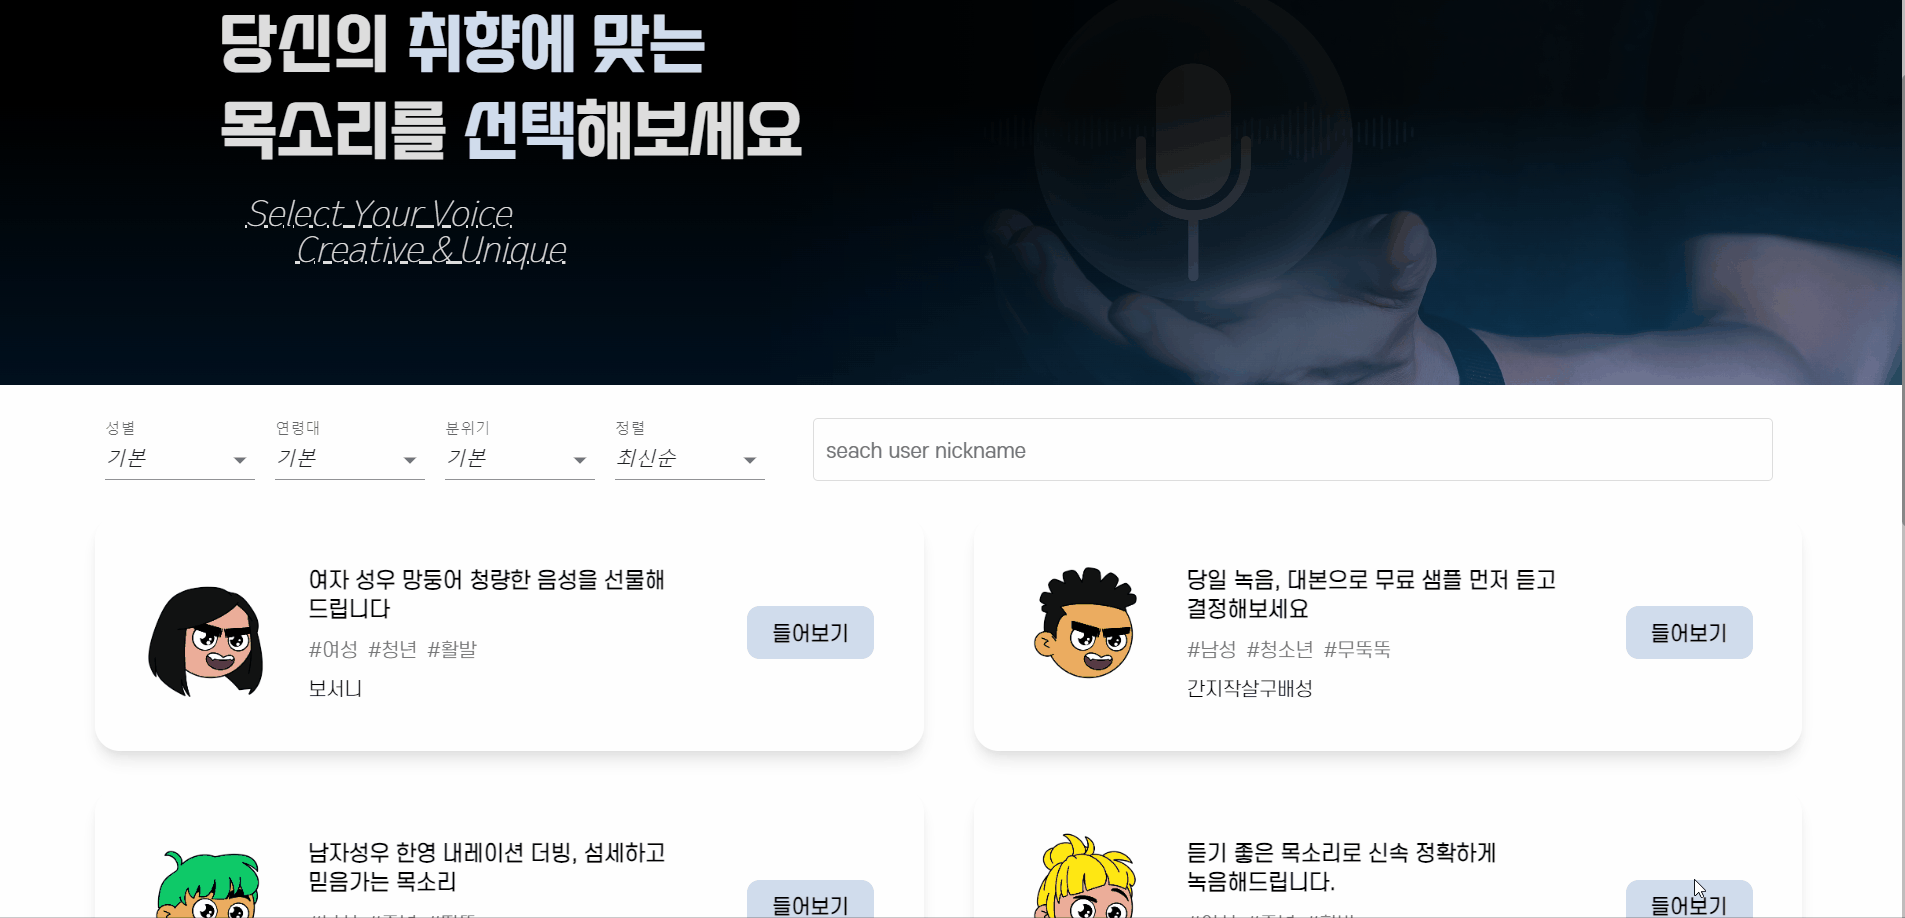 당신의 취향에 맞는
목소리를 선택해보세요
Select Your Voice
Creative & Unique
성별
기본
연령대
기본
분위기
기본
정렬
최신순
seach user nickname
여자 성우 망둥어 청량한 음성을 선물해
드립니다
#여성 #청년 #활발
보서니
들어보기
당일 녹음, 대본으로 무료 샘플 먼저 듣고
결정해보세요
#남성 #청소년 #무뚝뚝
간지작살구배성
들어보기
남자성우 한영 내레이션 더빙, 섬세하고
믿음가는 목소리
들어보기
듣기 좋은 목소리로 신속 정확하게
녹음해드립니다.
들어보기